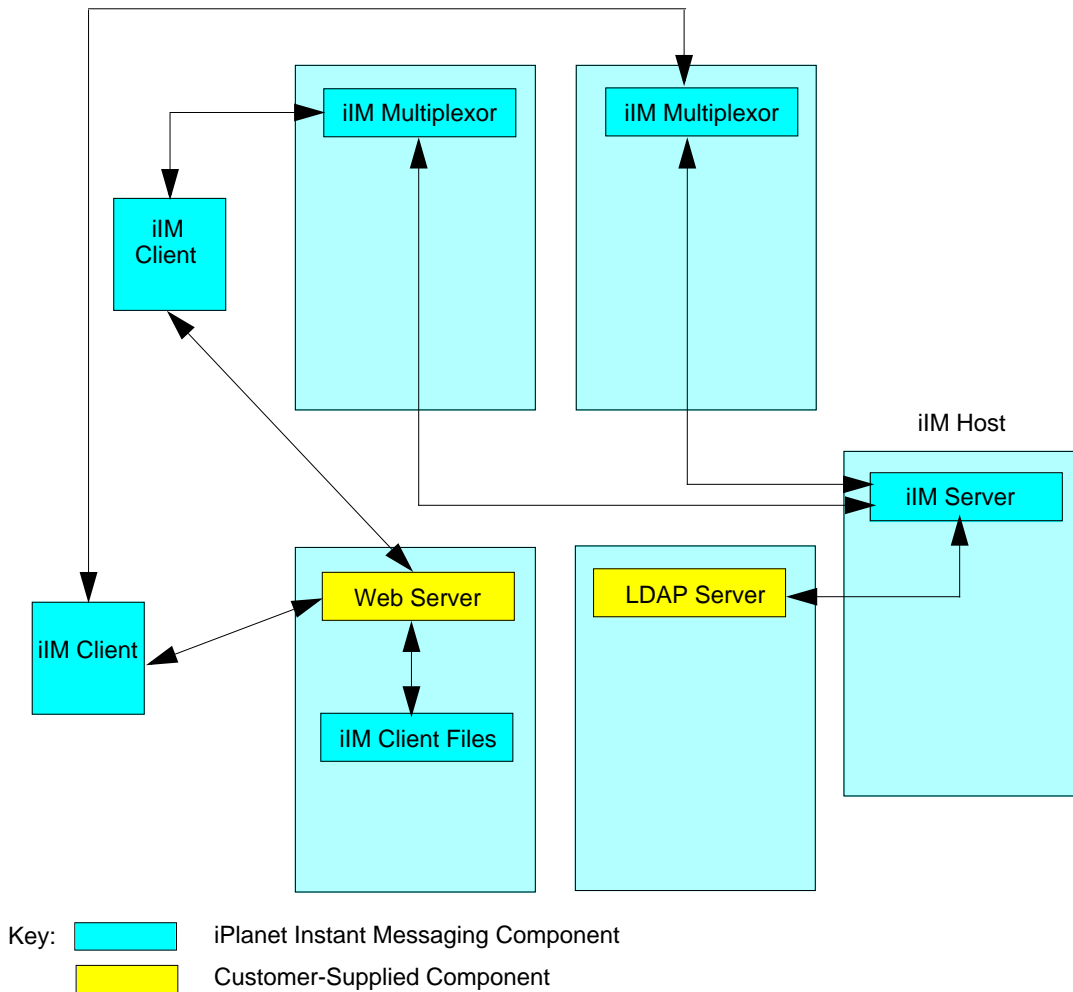 iIM Multiplexor
iIM Multiplexor
iIM
Client
iIM Host
iIM Server
Web Server
LDAP Server
iIM Client
iIM Client Files
Key:
iPlanet Instant Messaging Component
Customer-Supplied Component